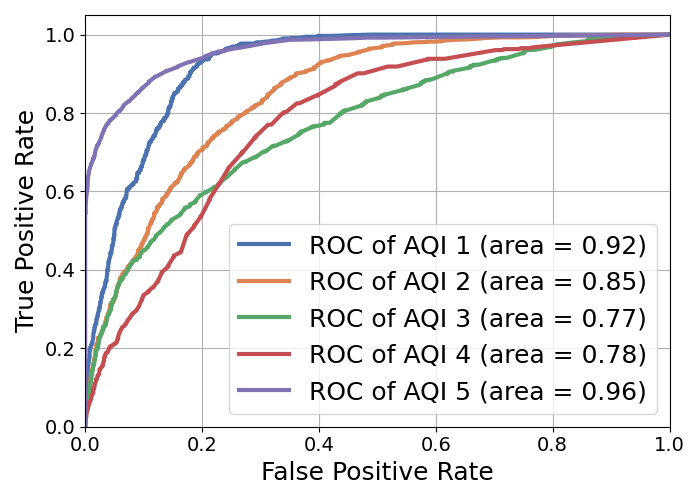 1.0
0.8
0.6
0.4
0.2
0.0
True Positive Rate
ROC of AQI 1 (area = 0.92)
ROC of AQI 2 (area = 0.85)
ROC of AQI 3 (area = 0.77)
ROC of AQI 4 (area = 0.78)
ROC of AQI 5 (area = 0.96)
0.0 0.2 0.4 0.6 0.8 1.0
False Positive Rate